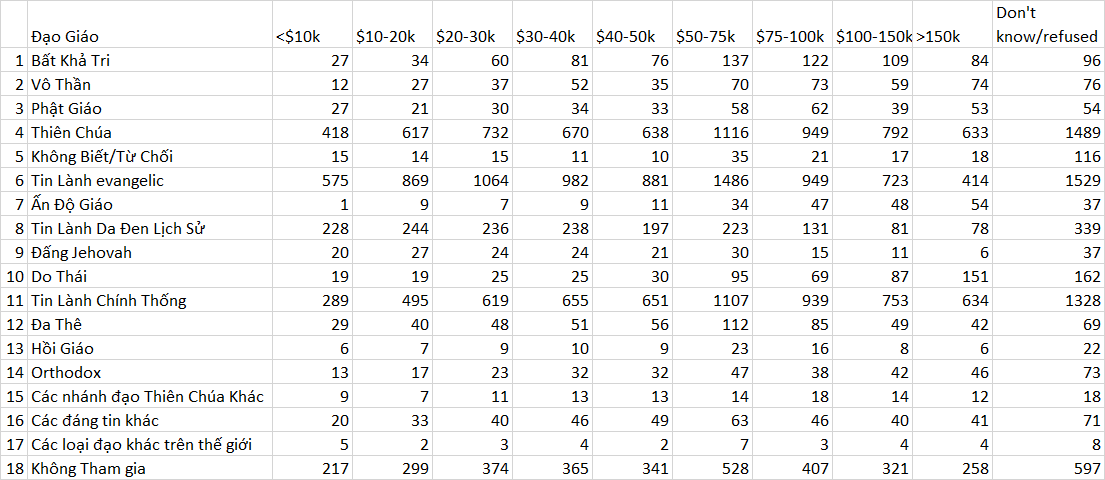 Đạo Giáo <$10k $10-20k $20-30k $30-40k $40-50k $50-75k $75-100k $100-150k >150k Don't know/refused
1 Bất Khả Tri 27 34 60 81 76 137 122 109 84 96
2 Vô Thần 12 27 37 52 35 70 73 59 74 76
3 Phật Giáo 27 21 30 34 33 58 62 39 53 54
4 Thiên Chúa 418 617 732 670 638 1116 949 792 633 1489
5 Không Biết/Từ Chối 15 14 15 11 10 35 21 17 18 116
6 Tin Lành evangelic 575 869 1064 982 881 1486 949 723 414 1529
7 Ấn Độ Giáo 1 9 7 9 11 34 47 48 54 37
8 Tin Lành Da Đen Lịch Sử 228 244 236 238 197 223 131 81 78 339
9 Đấng Jehovah 20 27 24 24 21 30 15 11 6 37
10 Do Thái 19 19 25 25 30 95 69 87 151 162
11 Tin Lành Chính Thống 289 495 619 655 651 1107 939 753 634 1328
12 Đa Thê 29 40 48 51 56 112 85 49 42 69
13 Hồi Giáo 6 7 9 10 9 23 16 8 6 22
14 Orthodox 13 17 23 32 32 47 38 42 46 73
15 Các nhánh đạo Thiên Chúa Khác 9 7 11 13 13 14 18 14 12 18
16 Các đáng tin khác 20 33 40 46 49 63 46 40 41 71
17 Các loại đạo khác trên thế giới 5 2 3 4 2 7 3 4 4 8
18 Không Tham gia 217 299 374 365 341 528 407 321 258 597